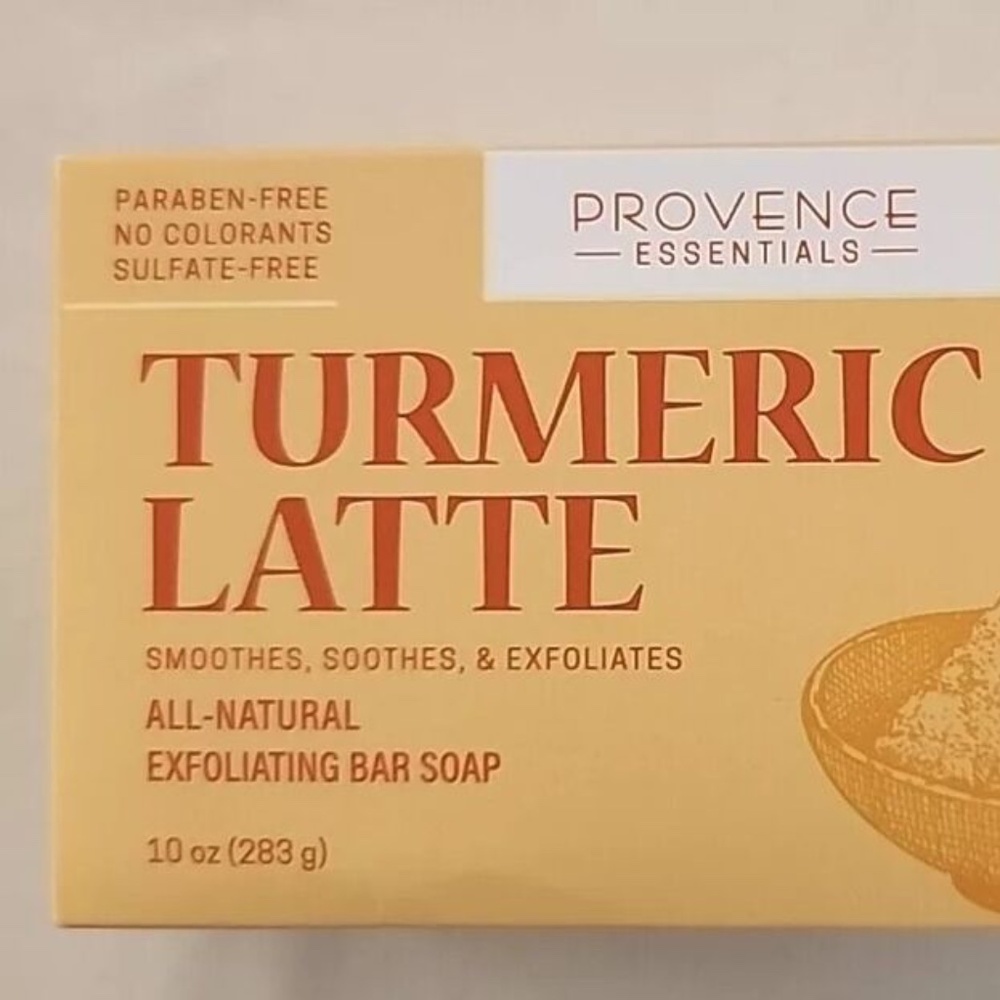 PARABEN-FREE
NO COLORANTS
SULFATE-FREE
PROVENCE
ESSENTIALS
TURMERIC
LATTE
SMOOTHES, SOOTHES, & EXFOLIATES
ALL-NATURAL
EXFOLIATING BAR SOAP
10 oz (283 g)